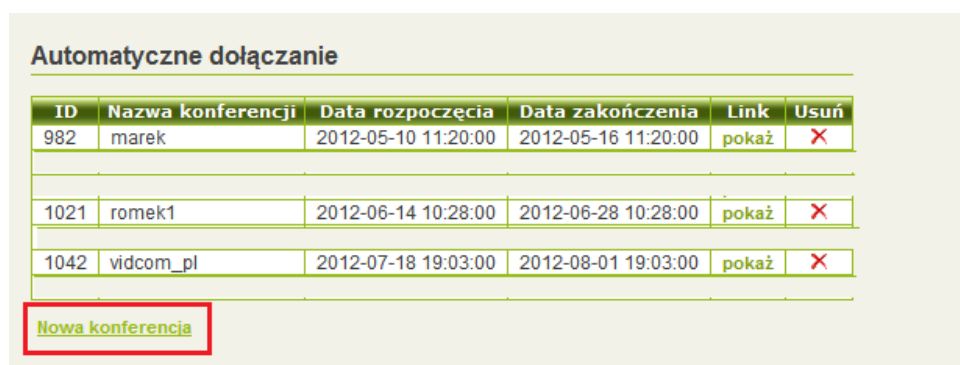 Automatyczne dołączanie
ID Nazwa konferencji Data rozpoczęcia Data zakończenia Link Usuń
982 marek 2012-05-10 11:20:00 2012-05-16 11:20:00 pokaż
1021 romek1 2012-06-14 10:28:00 2012-06-28 10:28:00 pokaż
1042 vidcom_pl 2012-07-18 19:03:00 2012-08-01 19:03:00 pokaż
Nowa konferencja